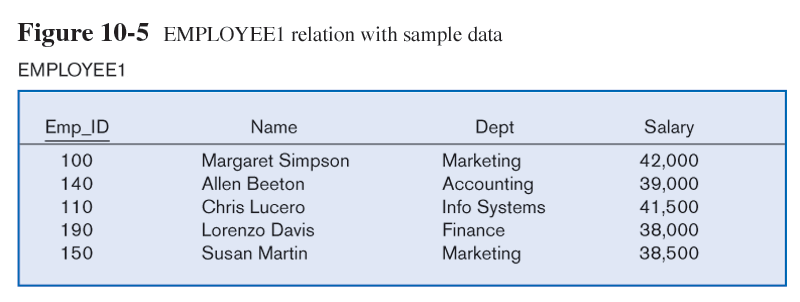 Figure 10-5 EMPLOYEE1 relation with sample data
EMPLOYEE1
Emp_ID Name Dept Salary
100 Margaret Simpson Marketing 42,000
140 Allen Beeton Accounting 39,000
110 Chris Lucero Info Systems 41,500
190 Lorenzo Davis Finance 38,000
150 Susan Martin Marketing 38,500